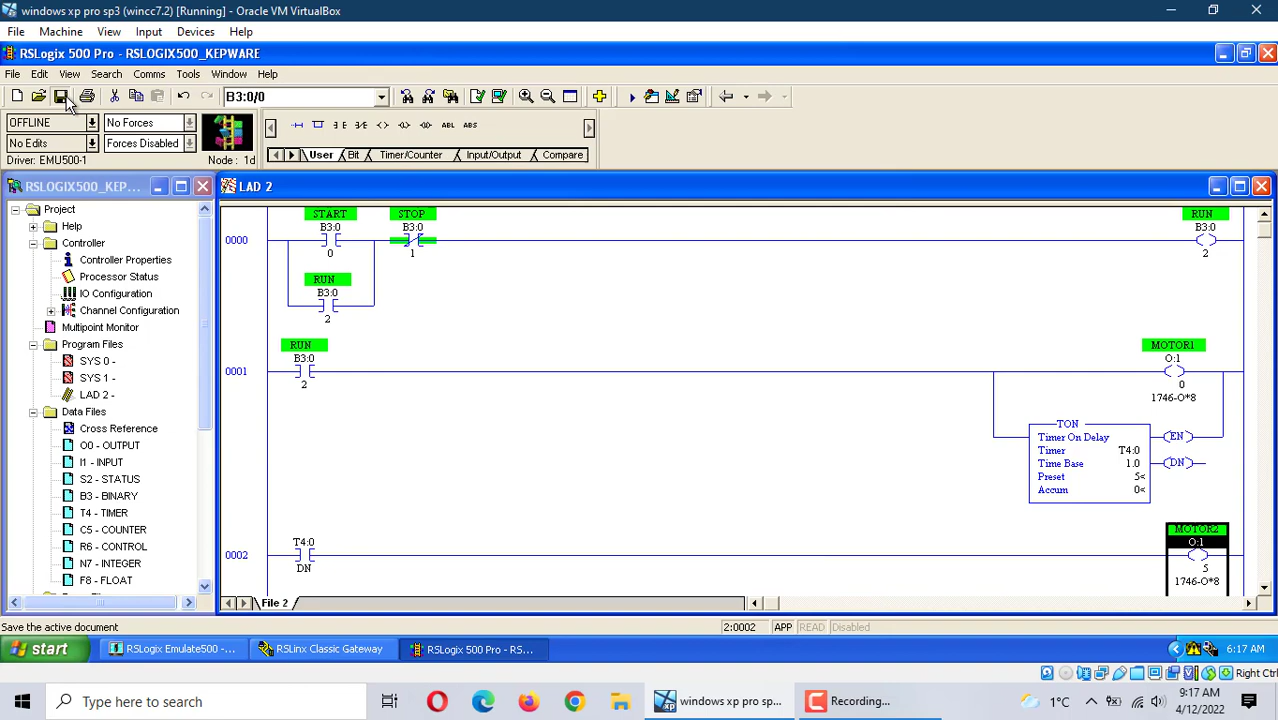 windows xp pro sp3 (wincc7.2) [Running] - Oracle VM VirtualBox
File Machine View Input Devices Help
RSLogix 500 Pro - RSLOGIX500_KEPWARE
File Edit View Search Comms Tools Window Help
B3:0/0
OFFLINE No Forces
No Edits Forces Disabled
Driver: EMU500-1 Node : 1d
ABL ABS
User Bit Timer/Counter Input/Output Compare
RSLOGIX500_KEP...
Project
Help
Controller
Controller Properties
Processor Status
IO Configuration
Channel Configuration
Multipoint Monitor
Program Files
SYS 0 -
SYS 1 -
LAD 2 -
Data Files
Cross Reference
O0 - OUTPUT
I1 - INPUT
S2 - STATUS
B3 - BINARY
T4 - TIMER
C5 - COUNTER
R6 - CONTROL
N7 - INTEGER
F8 - FLOAT
LAD 2
START STOP RUN
B3:0 B3:0 B3:0
0000
0 1 2
RUN
B3:0
2
RUN MOTOR1
B3:0 O:1
0001
2 0
1746-O*8
TON
Timer On Delay EN
Timer T4:0
Time Base 1.0 DN
Preset 5<
Accum 0<
MOTOR2
T4:0 O:1
0002
DN 5
1746-O*8
File 2
Save the active document 2:0002 APP READ Disabled
start RSLogix Emulate500 -... RSLinx Classic Gateway RSLogix 500 Pro - RS... 6:17 AM
Right Ctrl
Type here to search windows xp pro sp... Recording... 1°C 9:17 AM
4/12/2022